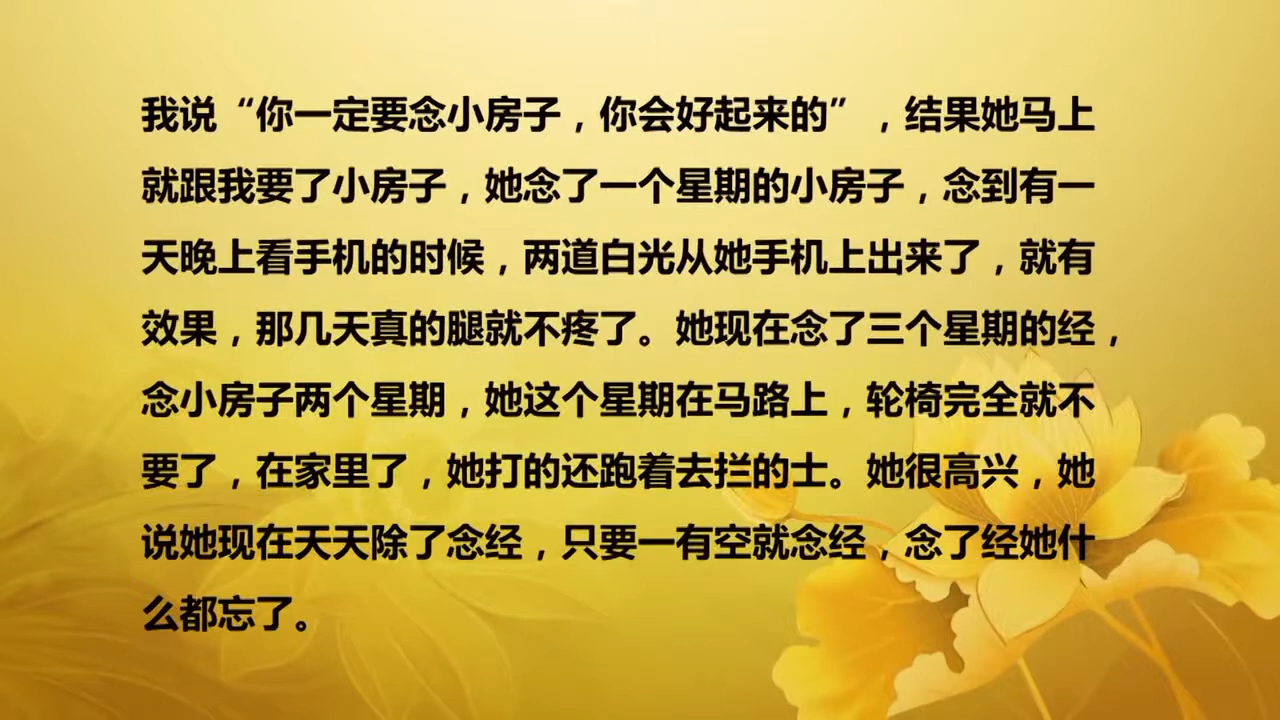 我说“你一定要念小房子，你会好起来的”，结果她马上
就跟我要了小房子，她念了一个星期的小房子，念到有一
天晚上看手机的时候，两道白光从她手机上出来了，就有
效果，那几天真的腿就不疼了。她现在念了三个星期的经，
念小房子两个星期，她这个星期在马路上，轮椅完全就不
要了，在家里了，她打的还跑着去拦的士。她很高兴，她
说她现在天天除了念经，只要一有空就念经，念了经她什
么都忘了。